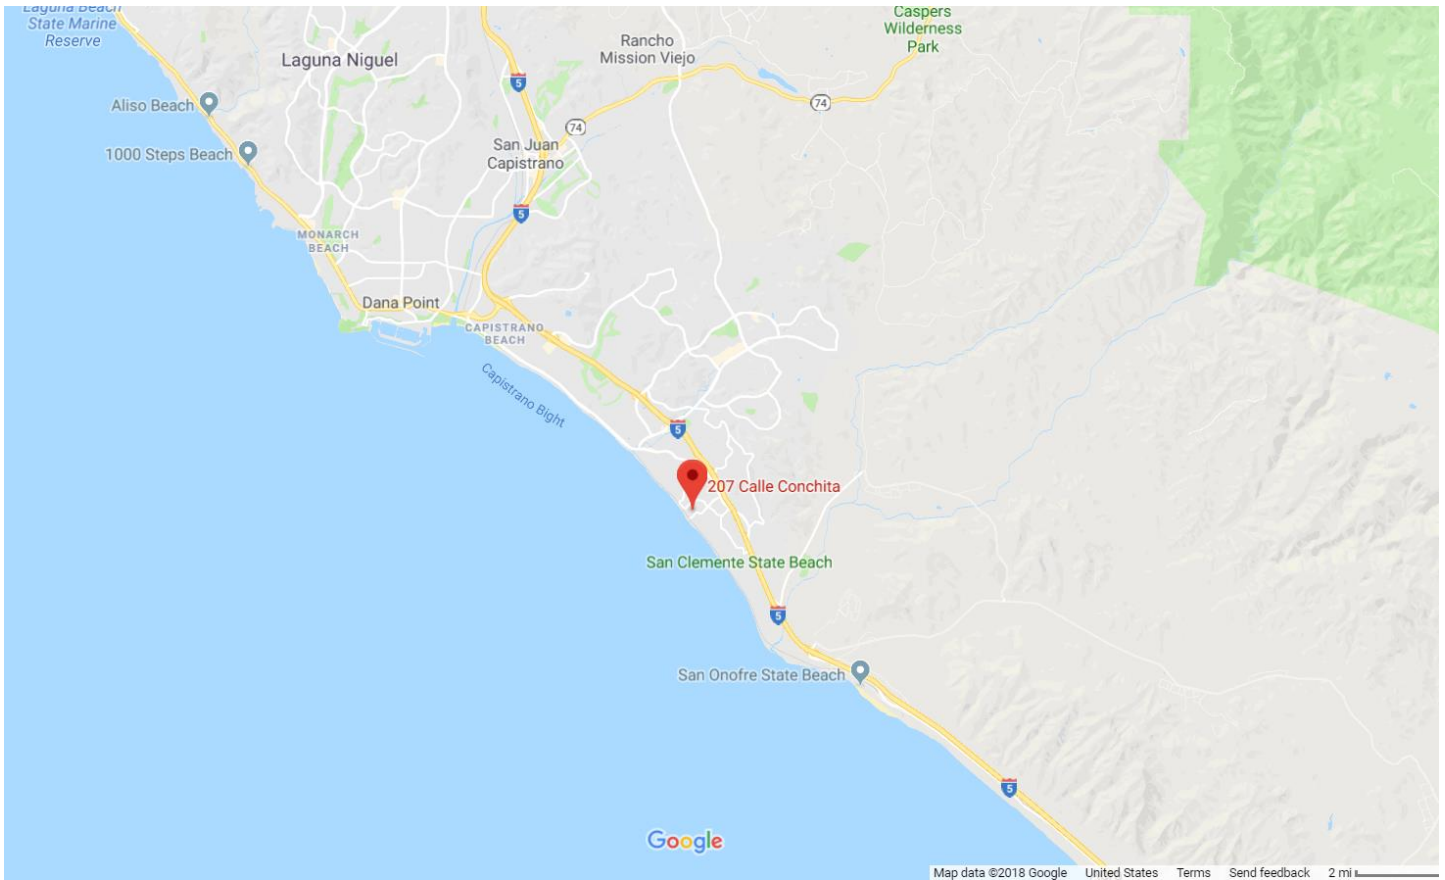 Laguna Beach
State Marine
Reserve
Caspers
Wilderness
Park
Rancho
Mission Viejo
Laguna Niguel
5
74
Aliso Beach
74
1000 Steps Beach
San Juan
Capistrano
5
MONARCH
BEACH
Dana Point
CAPISTRANO
BEACH
Capistrano Bight
5
207 Calle Conchita
San Clemente State Beach
5
San Onofre State Beach
5
Google
Map data ©2018 Google United States Terms Send feedback 2 mi